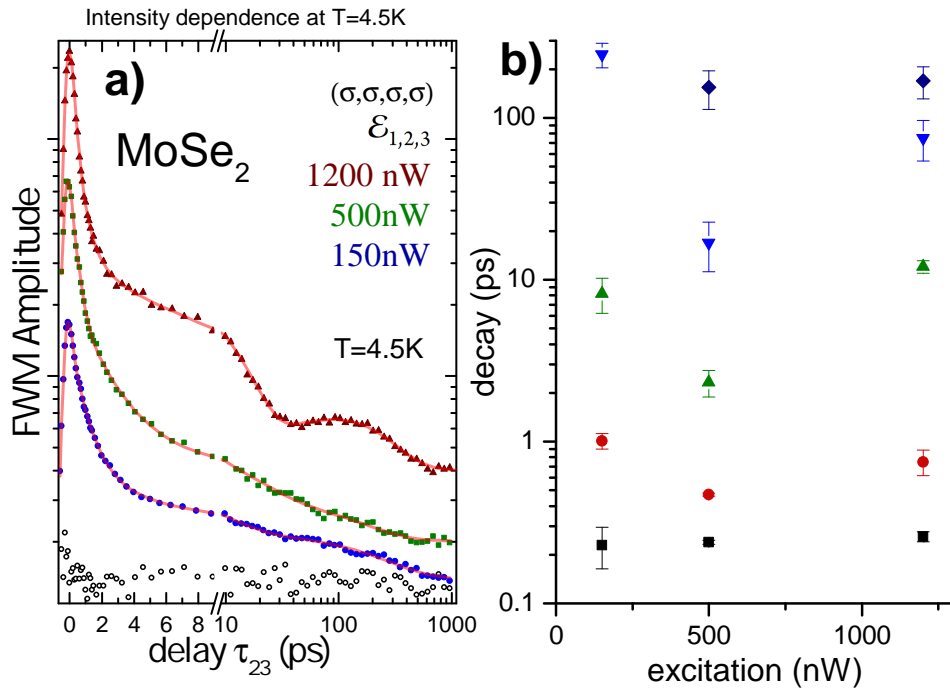 Intensity dependence at T=4.5K
a)
(σ,σ,σ,σ)
ℰ1,2,3
MoSe2
1200 nW
500nW
150nW
T=4.5K
FWM Amplitude
0 2 4 6 8 10 100 1000
delay τ23 (ps)
b)
100
10
1
0.1
decay (ps)
0 500 1000
excitation (nW)